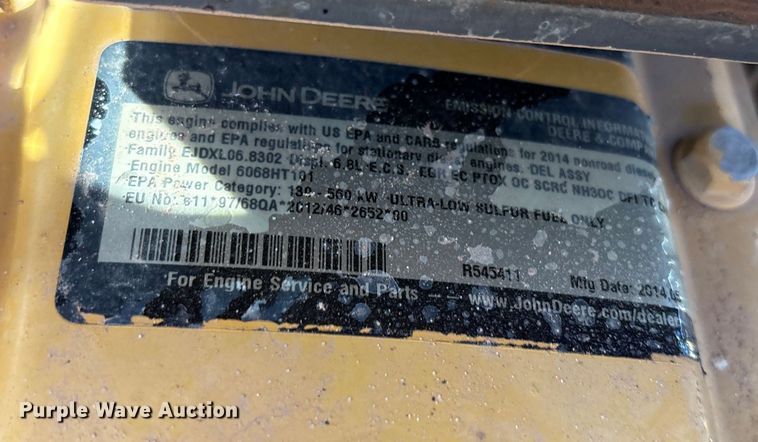 JOHN DEERE
EMISSION CONTROL INFORMAT
DEERE & COMPA
This engine complies with US EPA and CARB regulations for 2014 nonroad diesel
engines and EPA regulations for stationary diesel engines. DEL ASSY
Family EJDXL06.8302 Displ. 6.8L E.C.S. EGR EC PTOX OC SCRC NH3OC DFI TC
Engine Model 6068HT101
EPA Power Category: 130 - 560 kW ULTRA-LOW SULFUR FUEL ONLY
EU No: e11*97/68QA*2012/46*2652*00
R545411
Mfg Date: 2014
For Engine Service and Parts -- -- www.JohnDeere.com/dealer
Purple Wave Auction